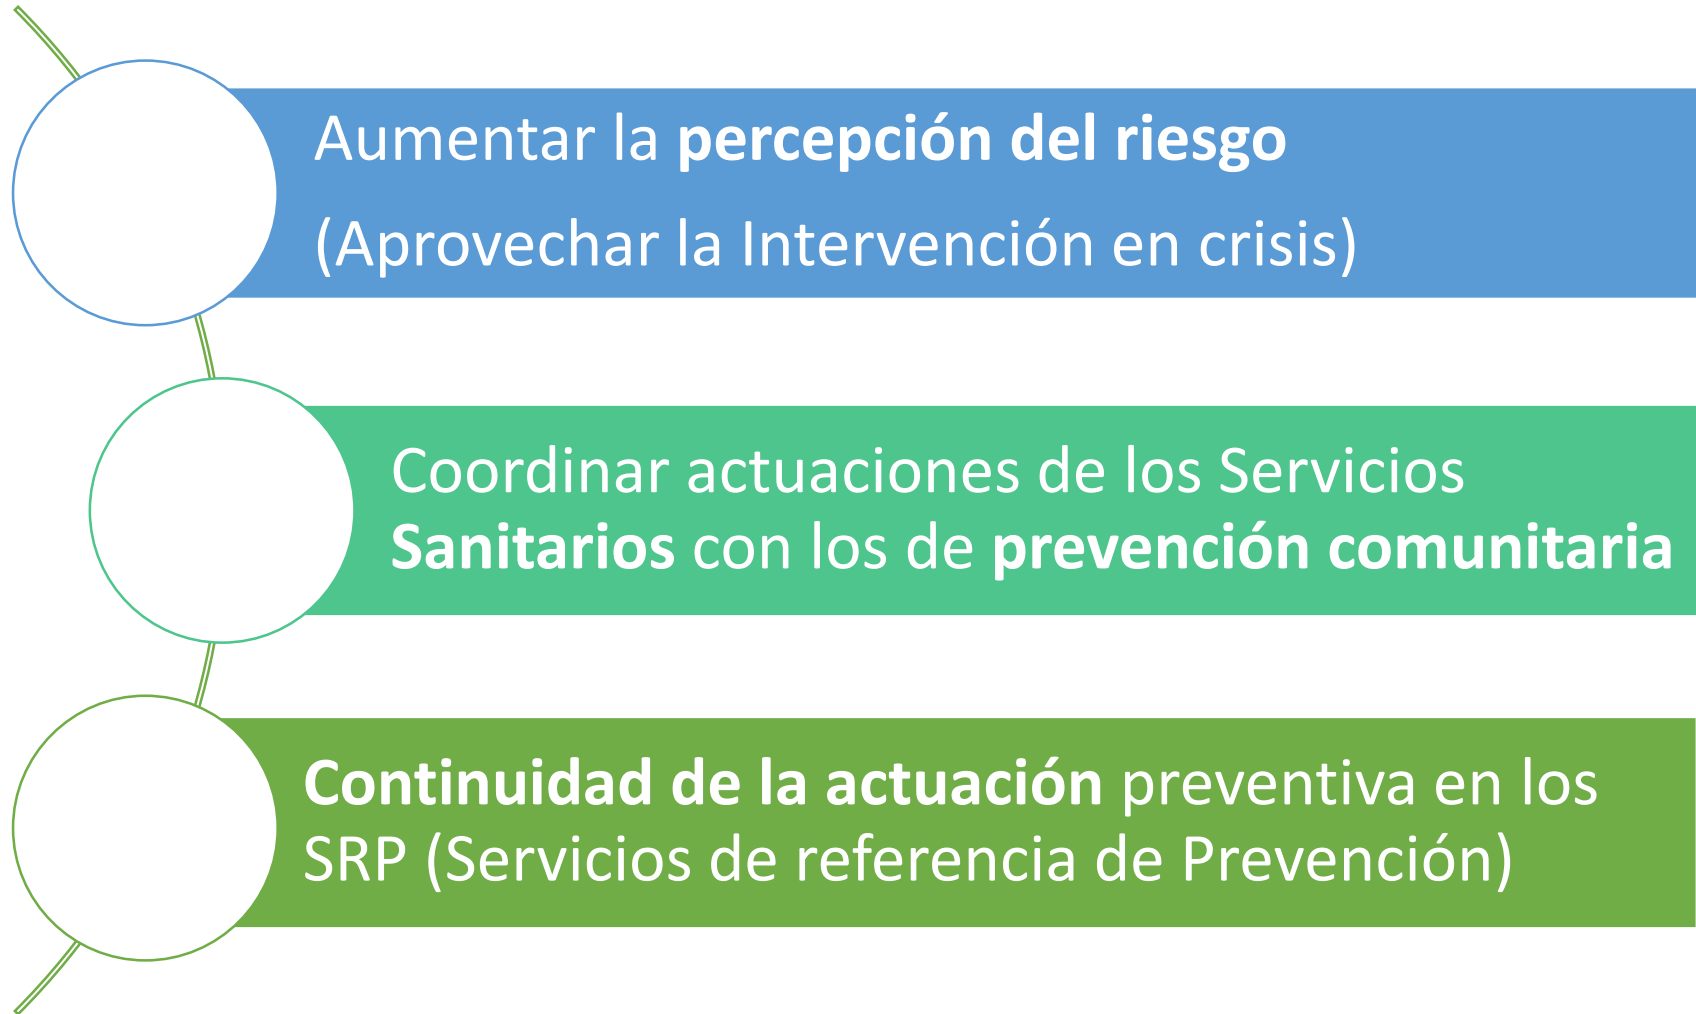 Aumentar la percepción del riesgo
(Aprovechar la Intervención en crisis)
Coordinar actuaciones de los Servicios
Sanitarios con los de prevención comunitaria
Continuidad de la actuación preventiva en los
SRP (Servicios de referencia de Prevención)